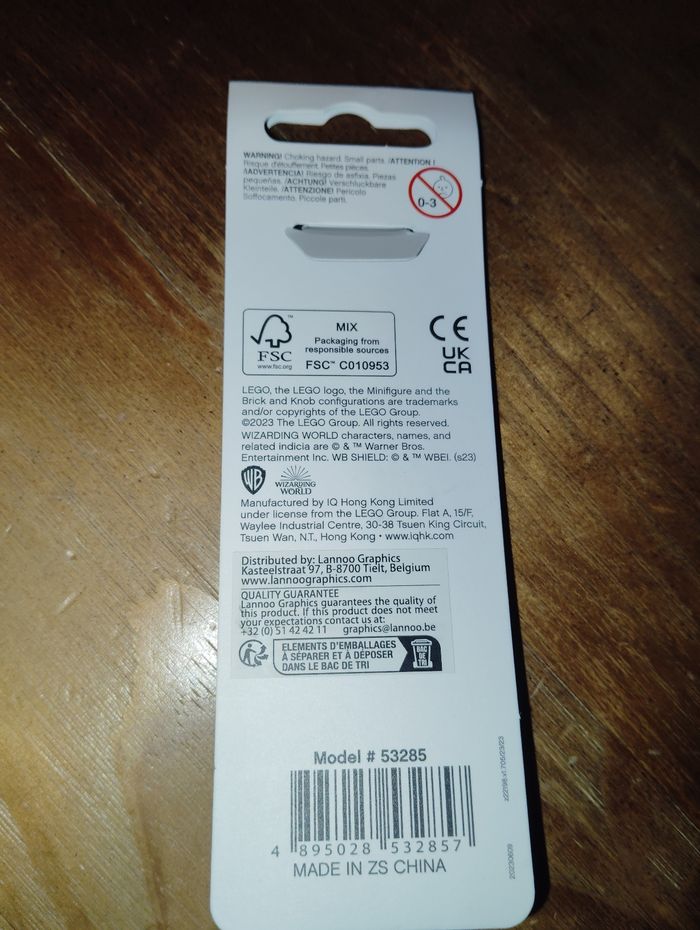 WARNING! Choking hazard. Small parts. /ATTENTION !
Risque d'étouffement. Petites pièces.
/¡ADVERTENCIA! Riesgo de asfixia. Piezas
pequeñas. /ACHTUNG! Verschluckbare
Kleinteile. /ATTENZIONE! Pericolo
Soffocamento. Piccole parti.
0-3
FSC™
www.fsc.org
MIX
Packaging from
responsible sources
FSC™ C010953
CE
UK
CA
LEGO, the LEGO logo, the Minifigure and the
Brick and Knob configurations are trademarks
and/or copyrights of the LEGO Group.
©2023 The LEGO Group. All rights reserved.
WIZARDING WORLD characters, names, and
related indicia are © & ™ Warner Bros.
Entertainment Inc. WB SHIELD: © & ™ WBEI. (s23)
WB
WIZARDING
WORLD
Manufactured by IQ Hong Kong Limited
under license from the LEGO Group. Flat A, 15/F,
Waylee Industrial Centre, 30-38 Tsuen King Circuit,
Tsuen Wan, N.T., Hong Kong • www.iqhk.com
Distributed by: Lannoo Graphics
Kasteelstraat 97, B-8700 Tielt, Belgium
www.lannoographics.com
QUALITY GUARANTEE
Lannoo Graphics guarantees the quality of
this product. If this product does not meet
your expectations contact us at:
+32 (0) 51 42 42 11 graphics@lannoo.be
ELEMENTS D'EMBALLAGES
À SÉPARER ET À DÉPOSER
DANS LE BAC DE TRI
BAC
DE
TRI
Model # 53285
4 895028 532857
MADE IN ZS CHINA
20230609